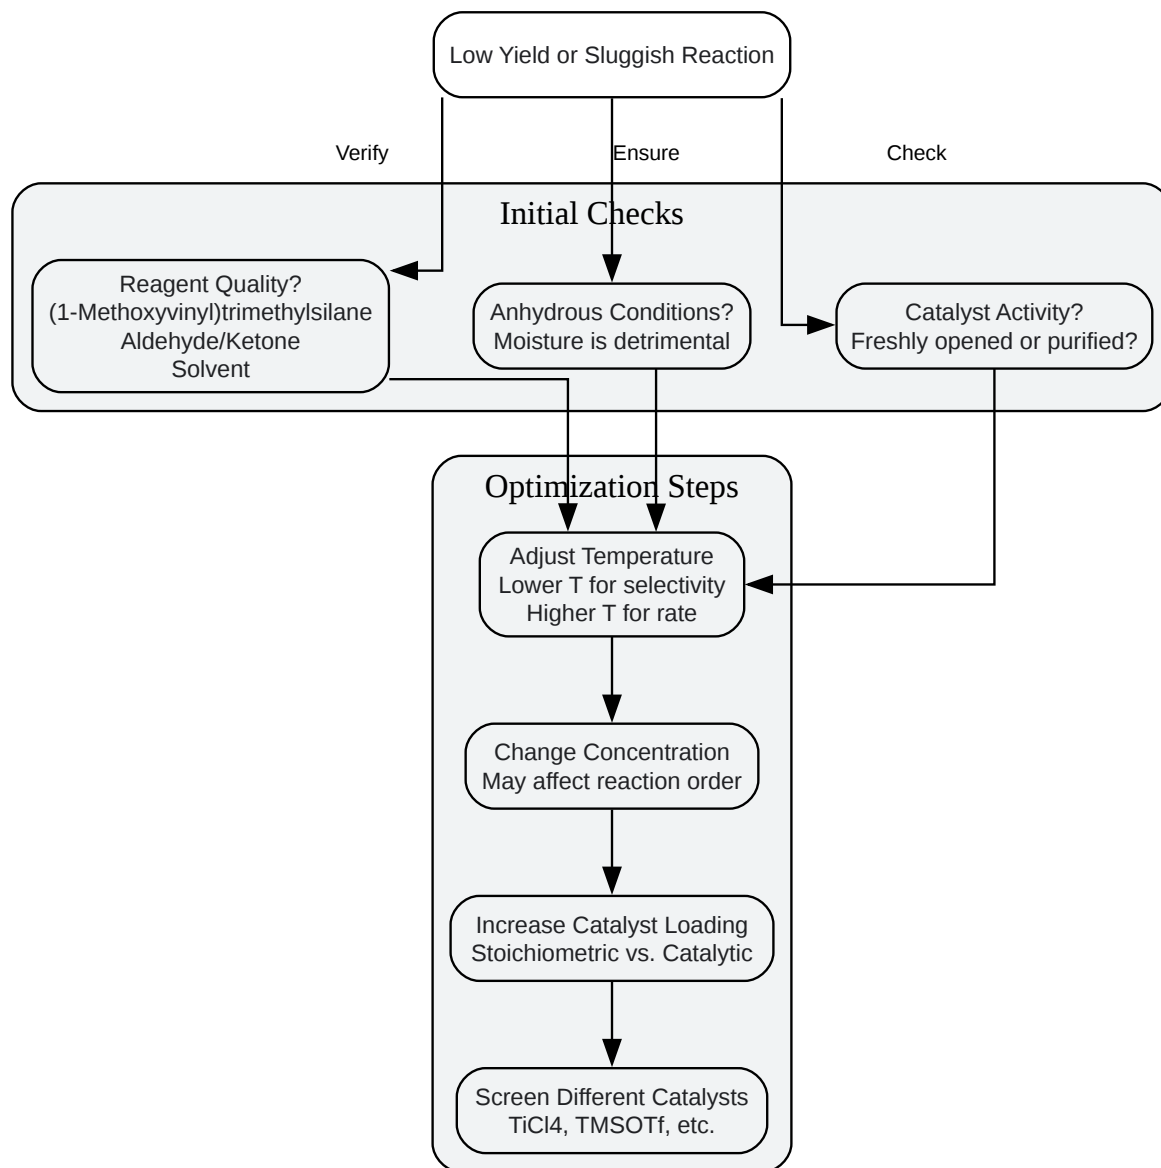 Low Yield or Sluggish Reaction
Verify
Ensure
Check
Initial Checks
Reagent Quality?
(1-Methoxyvinyl)trimethylsilane
Aldehyde/Ketone
Solvent
Anhydrous Conditions?
Moisture is detrimental
Catalyst Activity?
Freshly opened or purified?
Optimization Steps
Adjust Temperature
Lower T for selectivity
Higher T for rate
Change Concentration
May affect reaction order
Increase Catalyst Loading
Stoichiometric vs. Catalytic
Screen Different Catalysts
TiCl4, TMSOTf, etc.